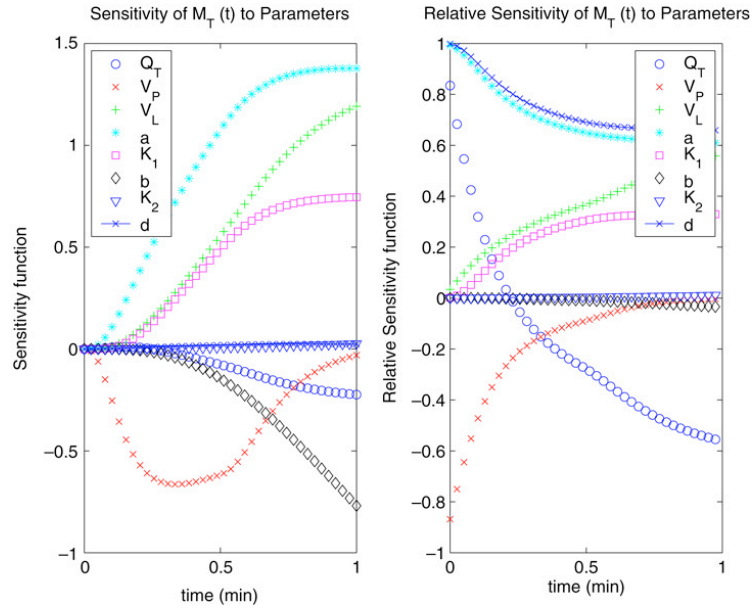 Sensitivity of M_T (t) to Parameters
Sensitivity function
1.5
1
0.5
0
−0.5
−1
Q_T
V_P
V_L
a
K_1
b
K_2
d
0
0.5
1
time (min)
Relative Sensitivity of M_T (t) to Parameters
Relative Sensitivity function
1
0.8
0.6
0.4
0.2
0
−0.2
−0.4
−0.6
−0.8
−1
Q_T
V_P
V_L
a
K_1
b
K_2
d
0
0.5
1
time (min)